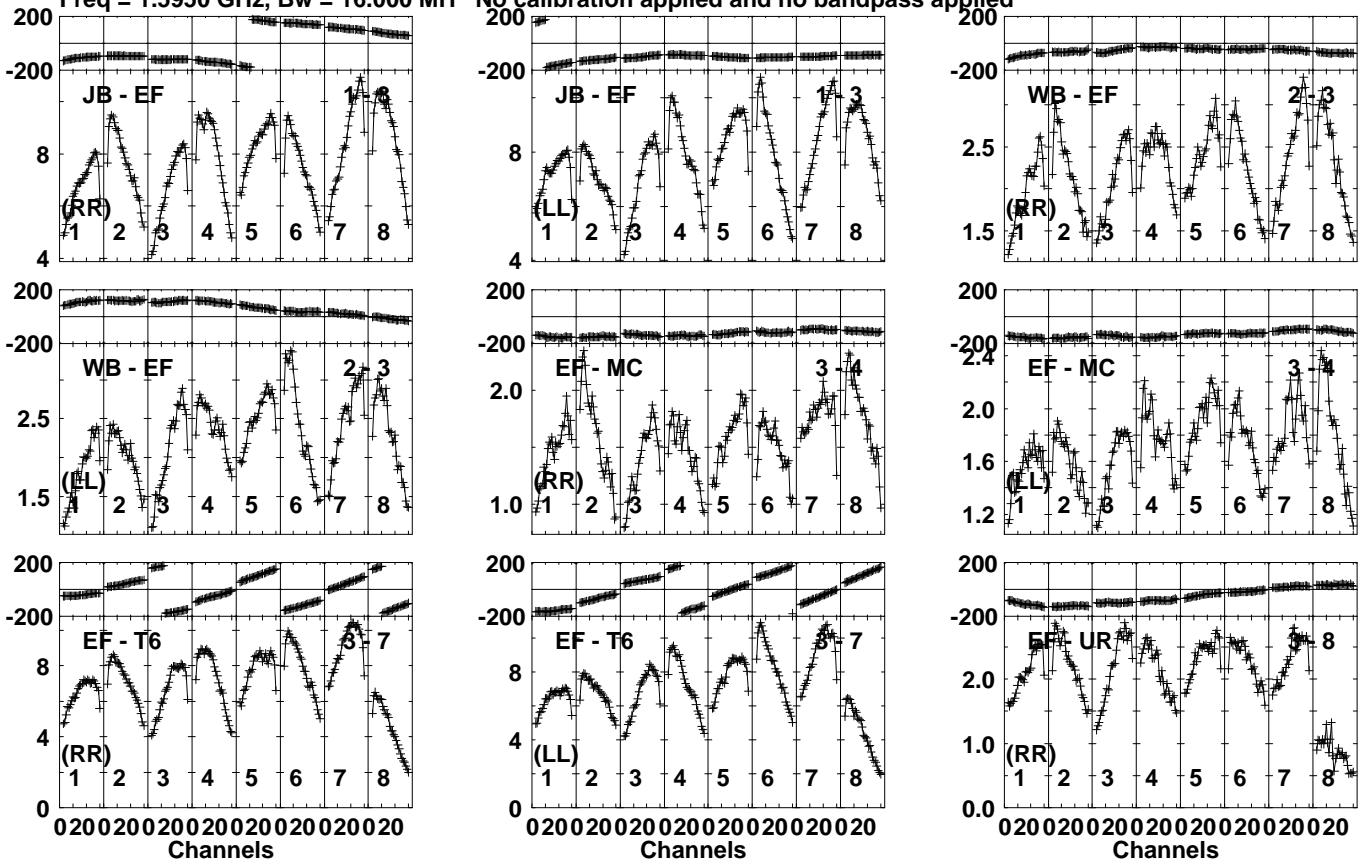 Freq = 1.5950 GHz, Bw = 16.000 MH No calibration applied and no bandpass applied
200 200 200
-200 -200 -200
JB - EF 1 - 3 JB - EF 1 - 3 WB - EF 2 - 3
8 8 2.5
(RR) (LL) (RR)
1 2 3 4 5 6 7 8 1 2 3 4 5 6 7 8 1.5 1 2 3 4 5 6 7 8
4 4
200 200 200
-200 -200 -200
2.4
WB - EF 2 - 3 EF - MC 3 - 4 EF - MC 3 - 4
2.5 2.0 2.0
1.6
(LL) (RR) (LL)
1.5 1 2 3 4 5 6 7 8 1.0 1 2 3 4 5 6 7 8 1.2 1 2 3 4 5 6 7 8
200 200 200
-200 -200 -200
EF - T6 3 - 7 EF - T6 3 - 7 EF - UR 3 - 8
8 8 2.0
4 4 1.0
(RR) (LL) (RR)
1 2 3 4 5 6 7 8 1 2 3 4 5 6 7 8 1 2 3 4 5 6 7 8
0 0 0.0
0 20 0 20 0 20 0 20 0 20 0 20 0 20 0 20 0 20 0 20 0 20 0 20 0 20 0 20 0 20 0 20 0 20 0 20 0 20 0 20 0 20 0 20 0 20 0 20
Channels Channels Channels